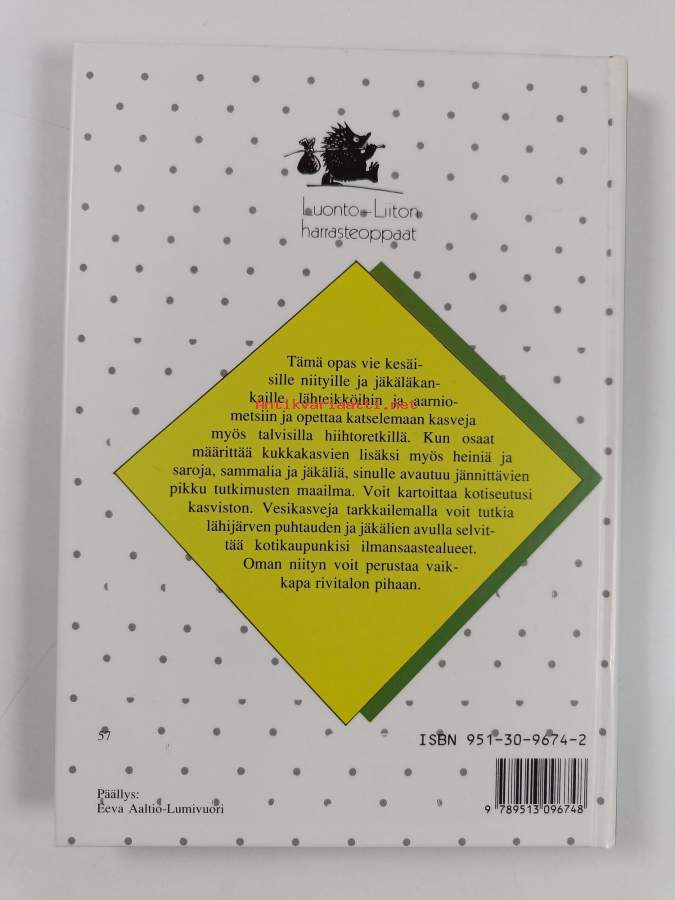 Luonto-Liiton
harrasteoppaat
Tämä opas vie kesäi-
sille niityille ja jäkäläkan-
kaille, lähteikköihin ja aarnio-
Antikvariaatti.net
metsiin ja opettaa katselemaan kasveja
myös talvisilla hiihtoretkillä. Kun osaat
määrittää kukkakasvien lisäksi myös heiniä ja
saroja, sammalia ja jäkäliä, sinulle avautuu jännittävien
pikku tutkimusten maailma. Voit kartoittaa kotiseutusi
kasviston. Vesikasveja tarkkailemalla voit tutkia
lähijärven puhtauden ja jäkälien avulla selvit-
tää kotikaupunkisi ilmansaastealueet.
Oman niityn voit perustaa vaik-
kapa rivitalon pihaan.
57
ISBN 951-30-9674-2
Päällys:
Eeva Aaltio-Lumivuori
9 789513 096748